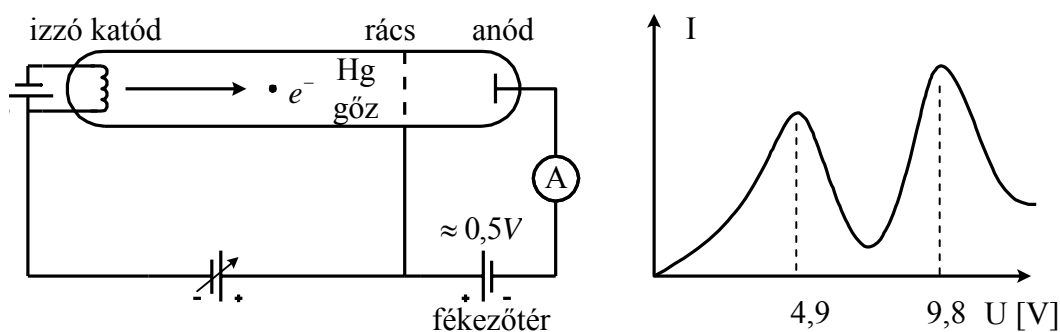 izzó katód
rács
anód
e⁻
Hg
gőz
A
≈ 0,5V
- +
+ -
fékezőtér
I
4,9
9,8
U [V]